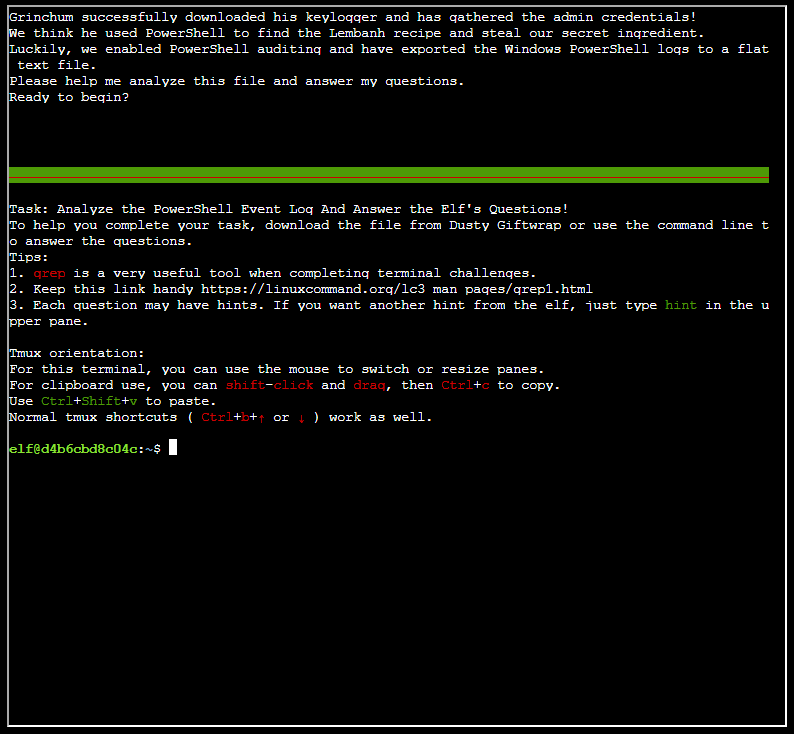 Grinchum successfully downloaded his keylogger and has gathered the admin credentials!
We think he used PowerShell to find the Lembanh recipe and steal our secret ingredient.
Luckily, we enabled PowerShell auditing and have exported the Windows PowerShell logs to a flat
 text file.
Please help me analyze this file and answer my questions.
Ready to begin?
Task: Analyze the PowerShell Event Log And Answer the Elf's Questions!
To help you complete your task, download the file from Dusty Giftwrap or use the command line t
o answer the questions.
Tips:
1. grep is a very useful tool when completing terminal challenges.
2. Keep this link handy https://linuxcommand.org/lc3_man_pages/grep1.html
3. Each question may have hints. If you want another hint from the elf, just type hint in the u
pper pane.
Tmux orientation:
For this terminal, you can use the mouse to switch or resize panes.
For clipboard use, you can shift-click and drag, then Ctrl+c to copy.
Use Ctrl+Shift+v to paste.
Normal tmux shortcuts ( Ctrl+b+↑ or ↓ ) work as well.
elf@d4b6cbd8c04c:~$